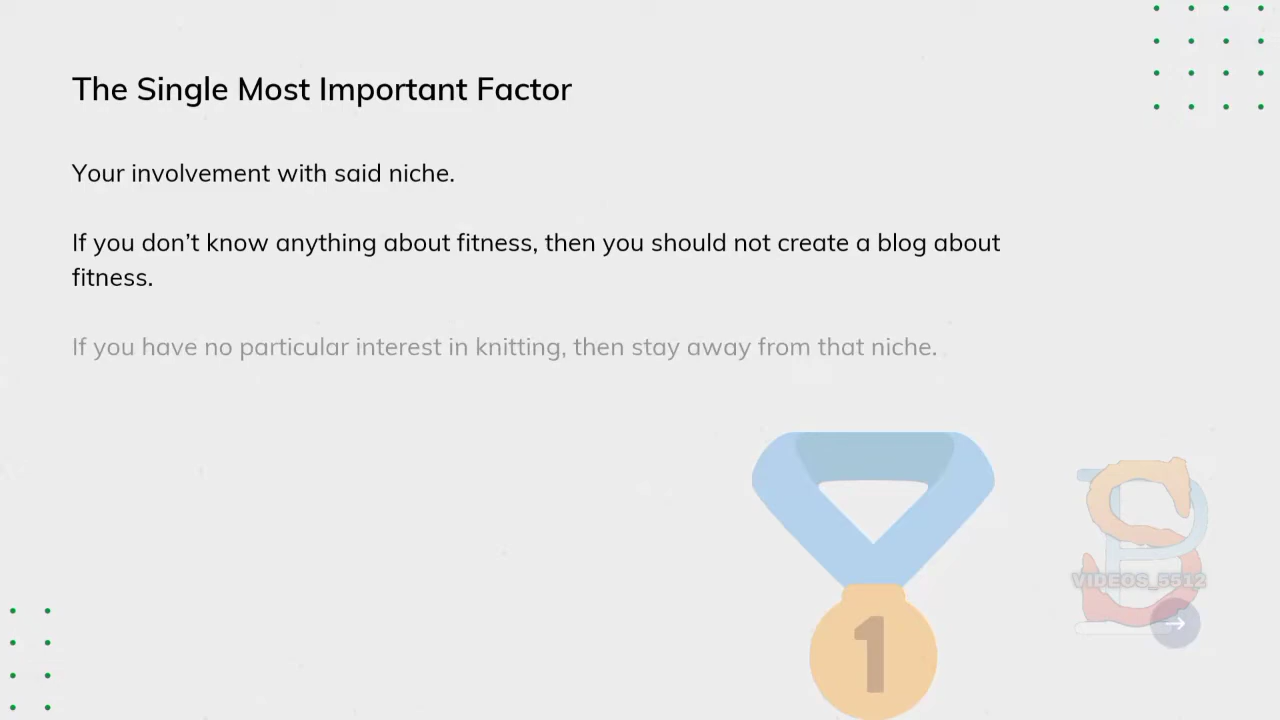 The Single Most Important Factor
Your involvement with said niche.
If you don’t know anything about fitness, then you should not create a blog about
fitness.
If you have no particular interest in knitting, then stay away from that niche.
1
VIDEOS_5512